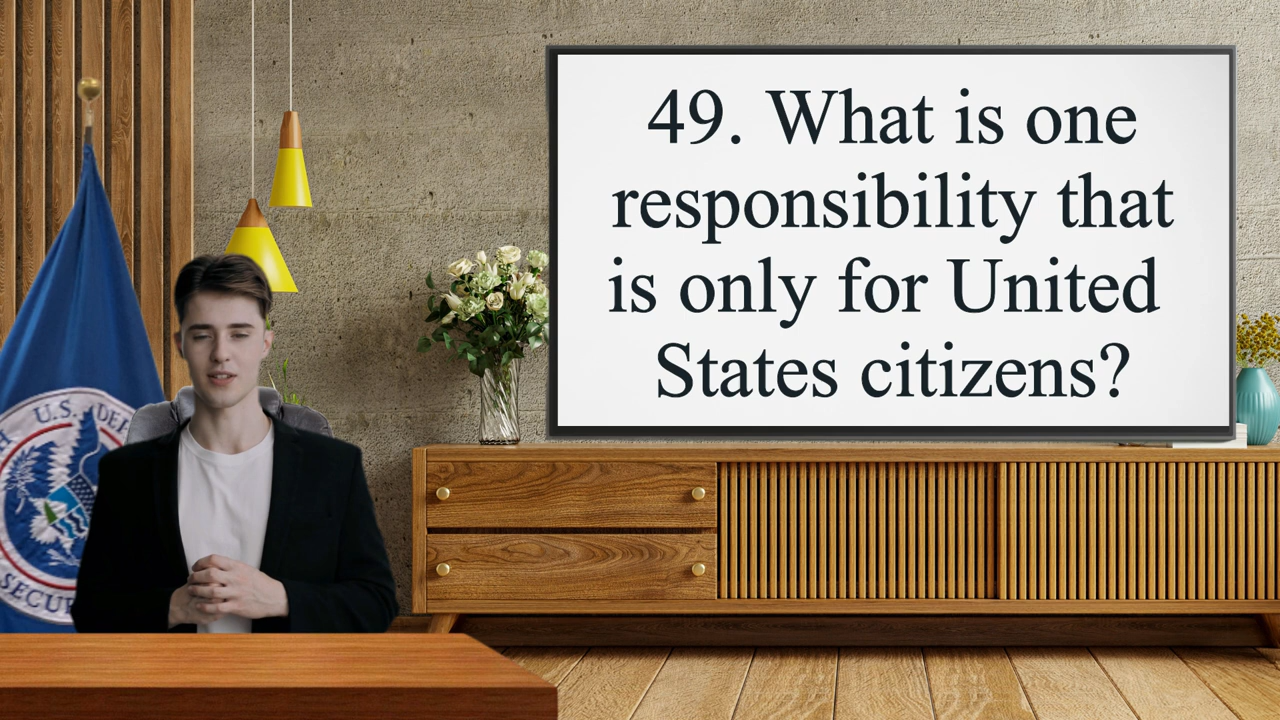 49. What is one
responsibility that
is only for United
States citizens?
U.S.